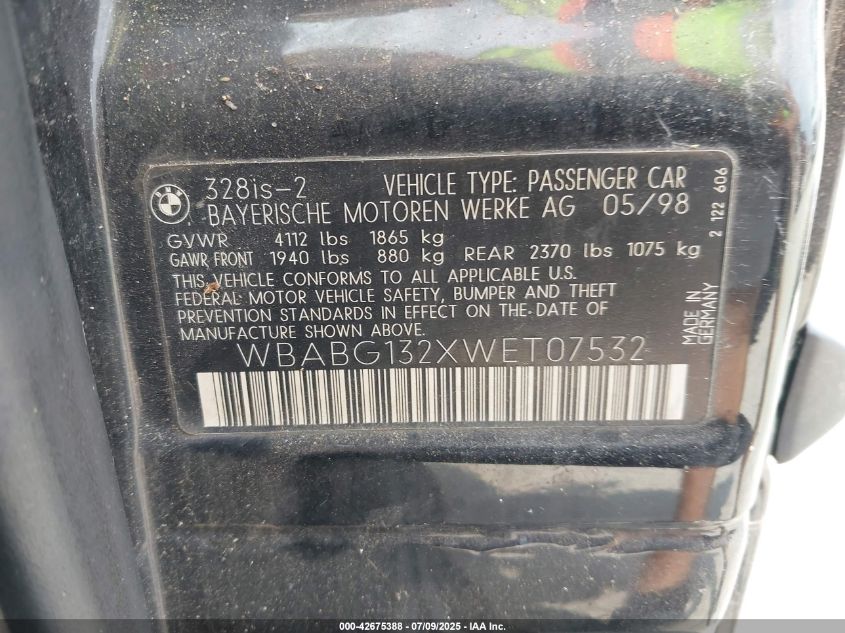 BMW
328is-2 VEHICLE TYPE: PASSENGER CAR
BAYERISCHE MOTOREN WERKE AG 05/98
GVWR 4112 lbs 1865 kg
GAWR FRONT 1940 lbs 880 kg REAR 2370 lbs 1075 kg
THIS VEHICLE CONFORMS TO ALL APPLICABLE U.S.
FEDERAL MOTOR VEHICLE SAFETY, BUMPER AND THEFT
PREVENTION STANDARDS IN EFFECT ON THE DATE OF
MANUFACTURE SHOWN ABOVE.
WBABG132XWET07532
MADE IN
GERMANY
2 122 606
000-42675388 - 07/09/2025 - IAA Inc.